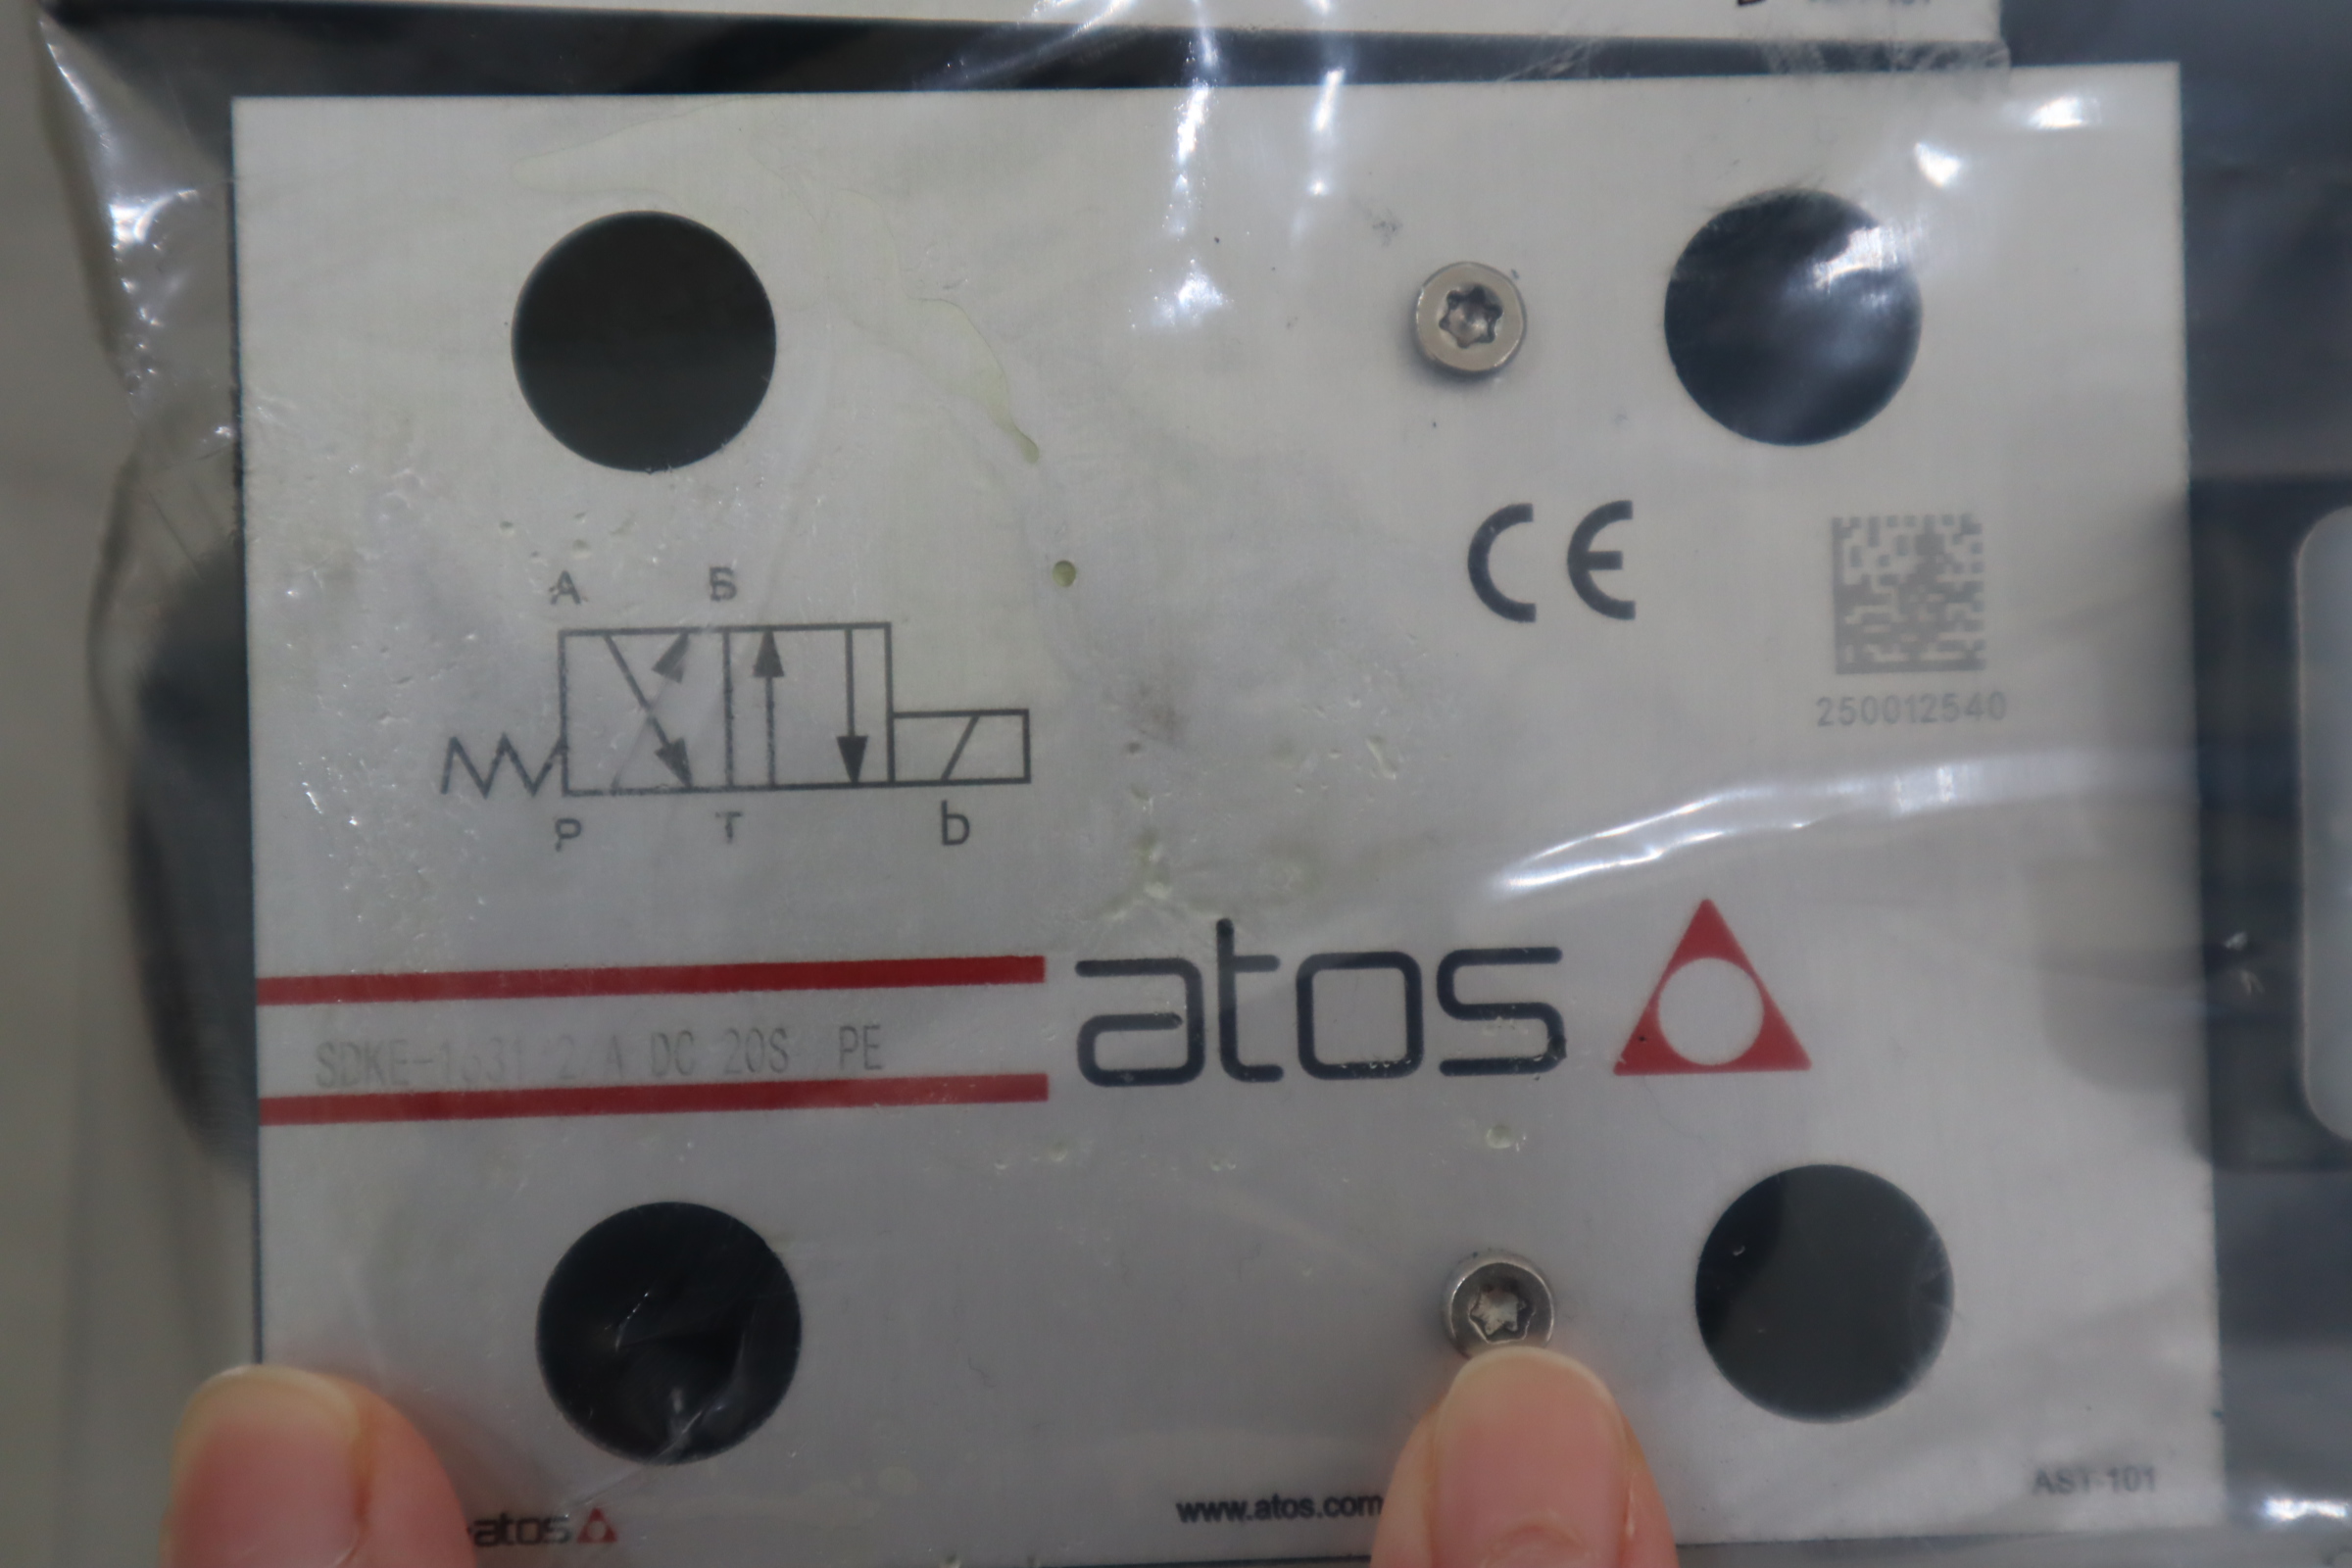 CE
A B
250012540
P T b
atos
SDKE-1631 2 A DC 20S PE
atos
www.atos.com
AST-101